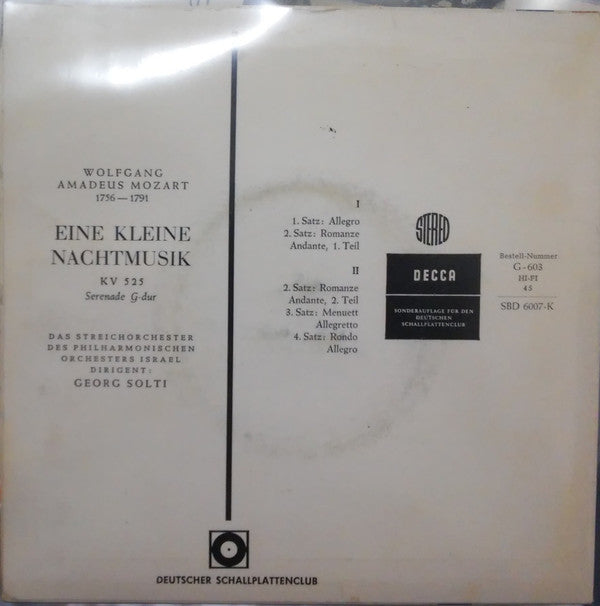 WOLFGANG
AMADEUS MOZART
1756—1791
EINE KLEINE
NACHTMUSIK
KV 525
Serenade G-dur
DAS STREICHORCHESTER
DES PHILHARMONISCHEN
ORCHESTERS ISRAEL
DIRIGENT:
GEORG SOLTI
I
1. Satz: Allegro
2. Satz: Romanze
Andante, 1. Teil
II
2. Satz: Romanze
Andante, 2. Teil
3. Satz: Menuett
Allegretto
4. Satz: Rondo
Allegro
STEREO
DECCA
SONDERAUFLAGE FÜR DEN
DEUTSCHEN
SCHALLPLATTENCLUB
Bestell-Nummer
G-603
HI-FI
45
SBD 6007-K
DEUTSCHER SCHALLPLATTENCLUB